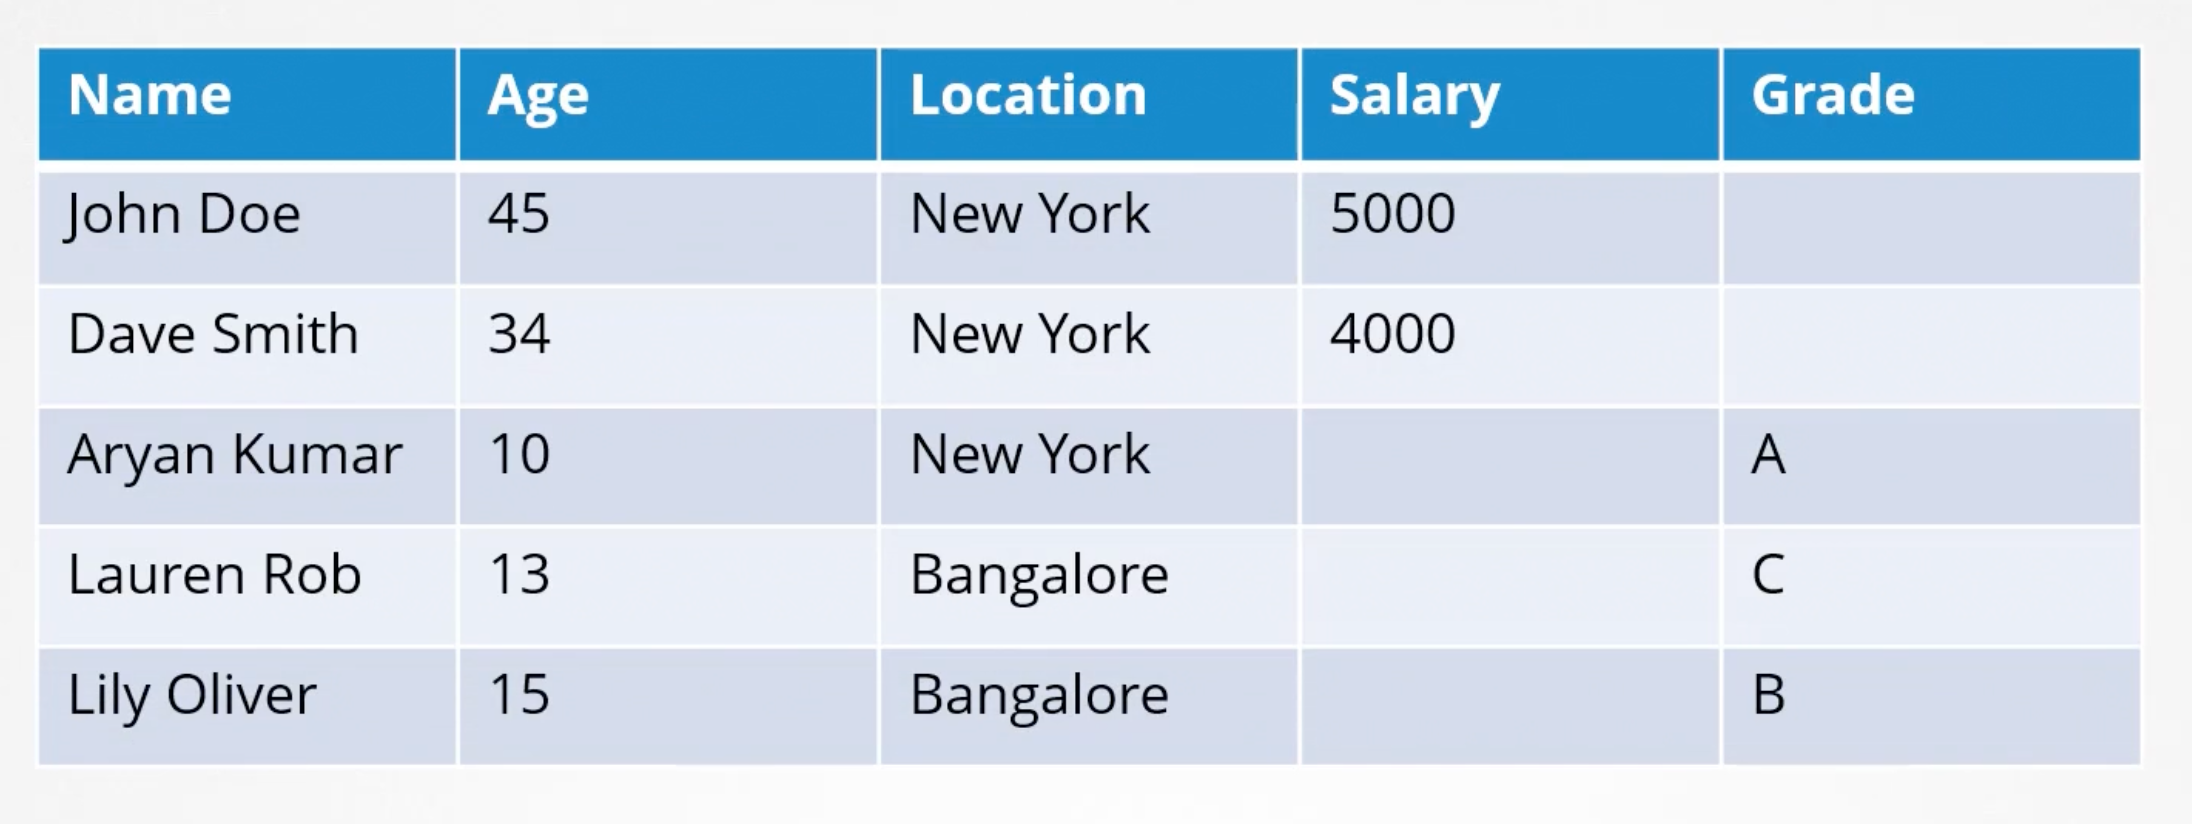 Name Age Location Salary Grade
John Doe 45 New York 5000
Dave Smith 34 New York 4000
Aryan Kumar 10 New York A
Lauren Rob 13 Bangalore C
Lily Oliver 15 Bangalore B